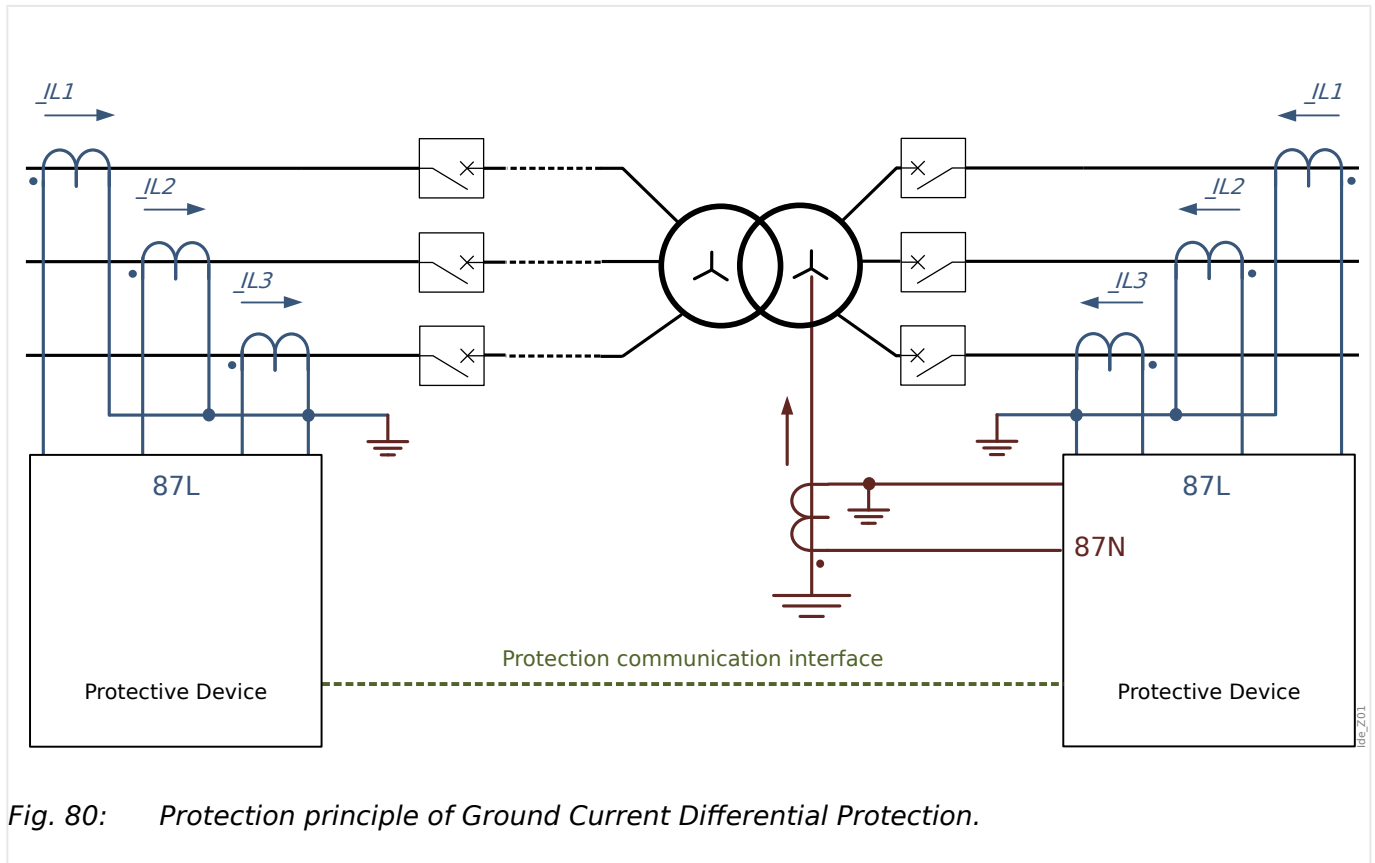 _IL1
_IL1
_IL2
_IL2
_IL3
_IL3
87L
87L
87N
Protection communication interface
Protective Device
Protective Device
Ide_Z01
Fig. 80: Protection principle of Ground Current Differential Protection.